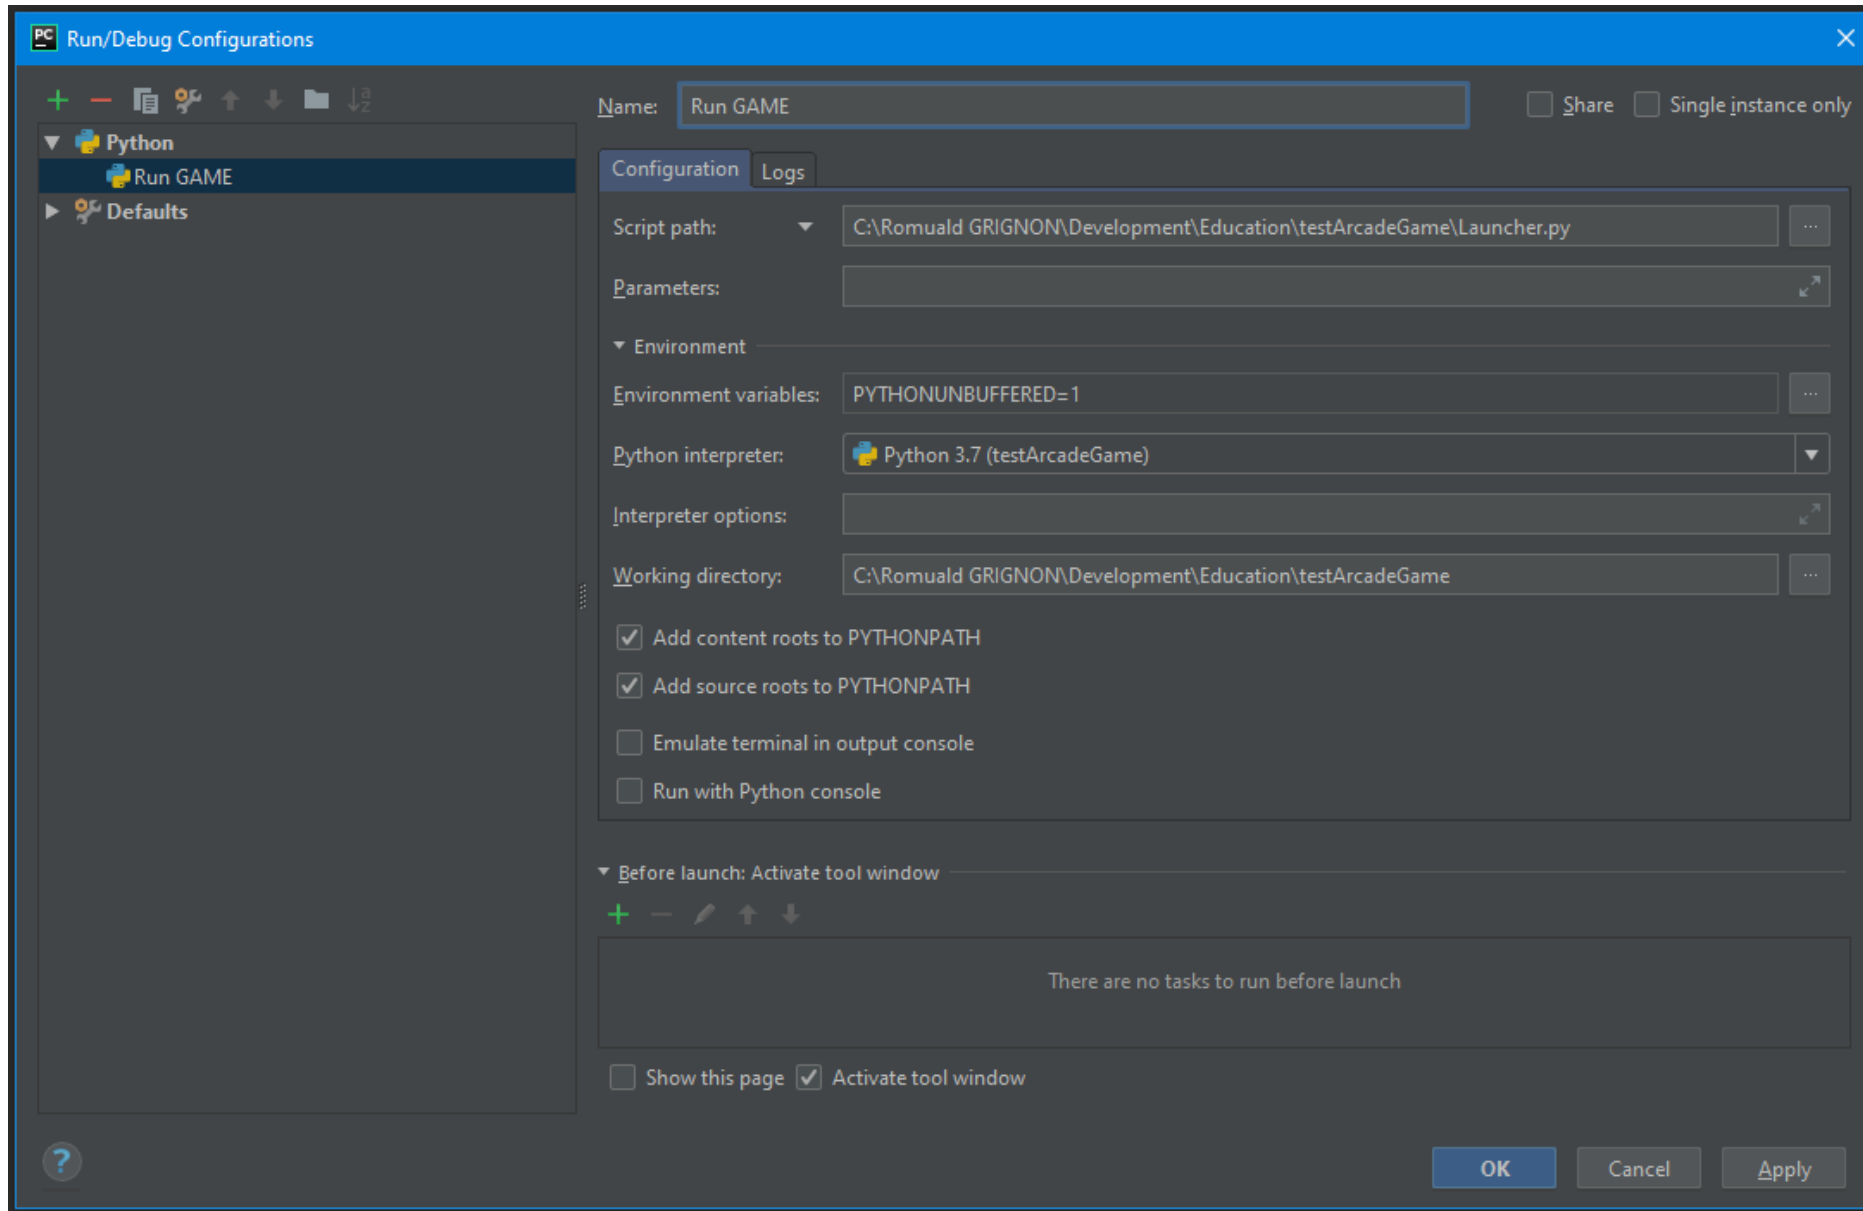 PC Run/Debug Configurations
Name: Run GAME Share Single instance only
Python
Run GAME
Defaults
Configuration Logs
Script path: C:\Romuald GRIGNON\Development\Education\testArcadeGame\Launcher.py ...
Parameters:
Environment
Environment variables: PYTHONUNBUFFERED=1 ...
Python interpreter: Python 3.7 (testArcadeGame)
Interpreter options:
Working directory: C:\Romuald GRIGNON\Development\Education\testArcadeGame ...
Add content roots to PYTHONPATH
Add source roots to PYTHONPATH
Emulate terminal in output console
Run with Python console
Before launch: Activate tool window
There are no tasks to run before launch
Show this page Activate tool window
? OK Cancel Apply